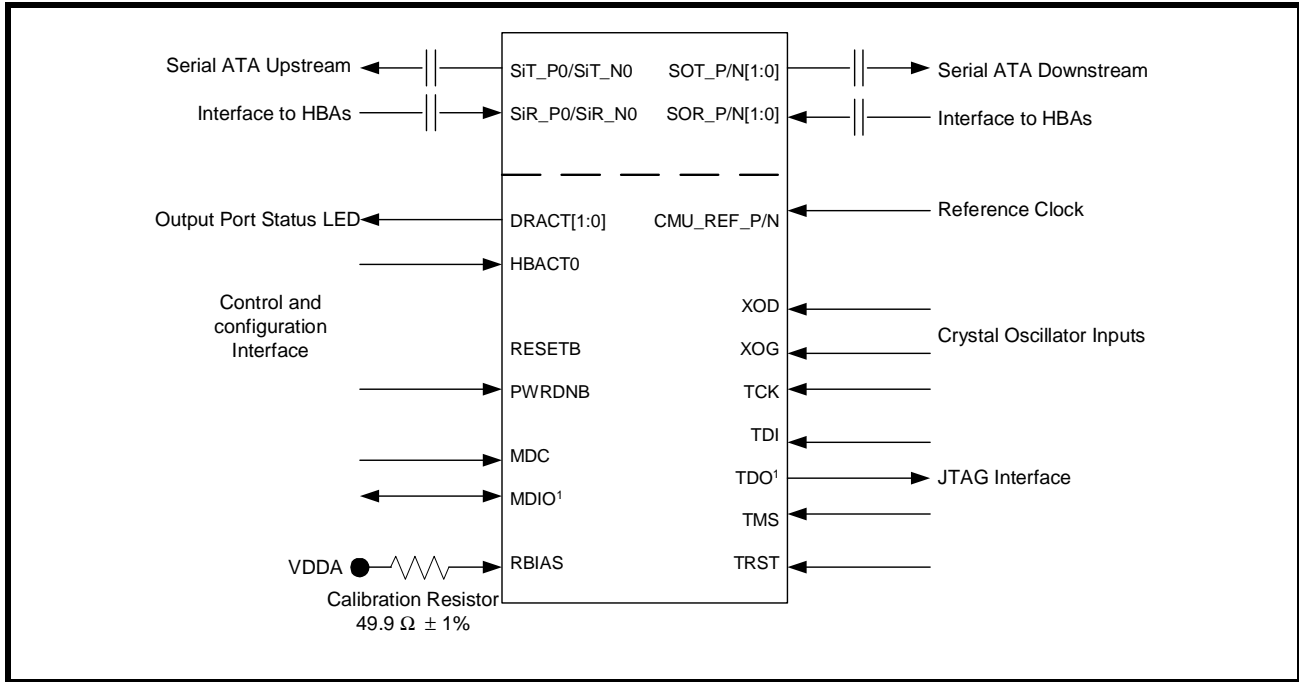 Serial ATA Upstream
SiT_P0/SiT_N0
SOT_P/N[1:0]
Serial ATA Downstream
Interface to HBAs
SiR_P0/SiR_N0
SOR_P/N[1:0]
Interface to HBAs
Output Port Status LED
DRACT[1:0]
CMU_REF_P/N
Reference Clock
HBACT0
Control and
configuration
Interface
XOD
Crystal Oscillator Inputs
RESETB
XOG
PWRDNB
TCK
TDI
MDC
TDO¹
JTAG Interface
MDIO¹
TMS
VDDA
RBIAS
TRST
Calibration Resistor
49.9 Ω ± 1%